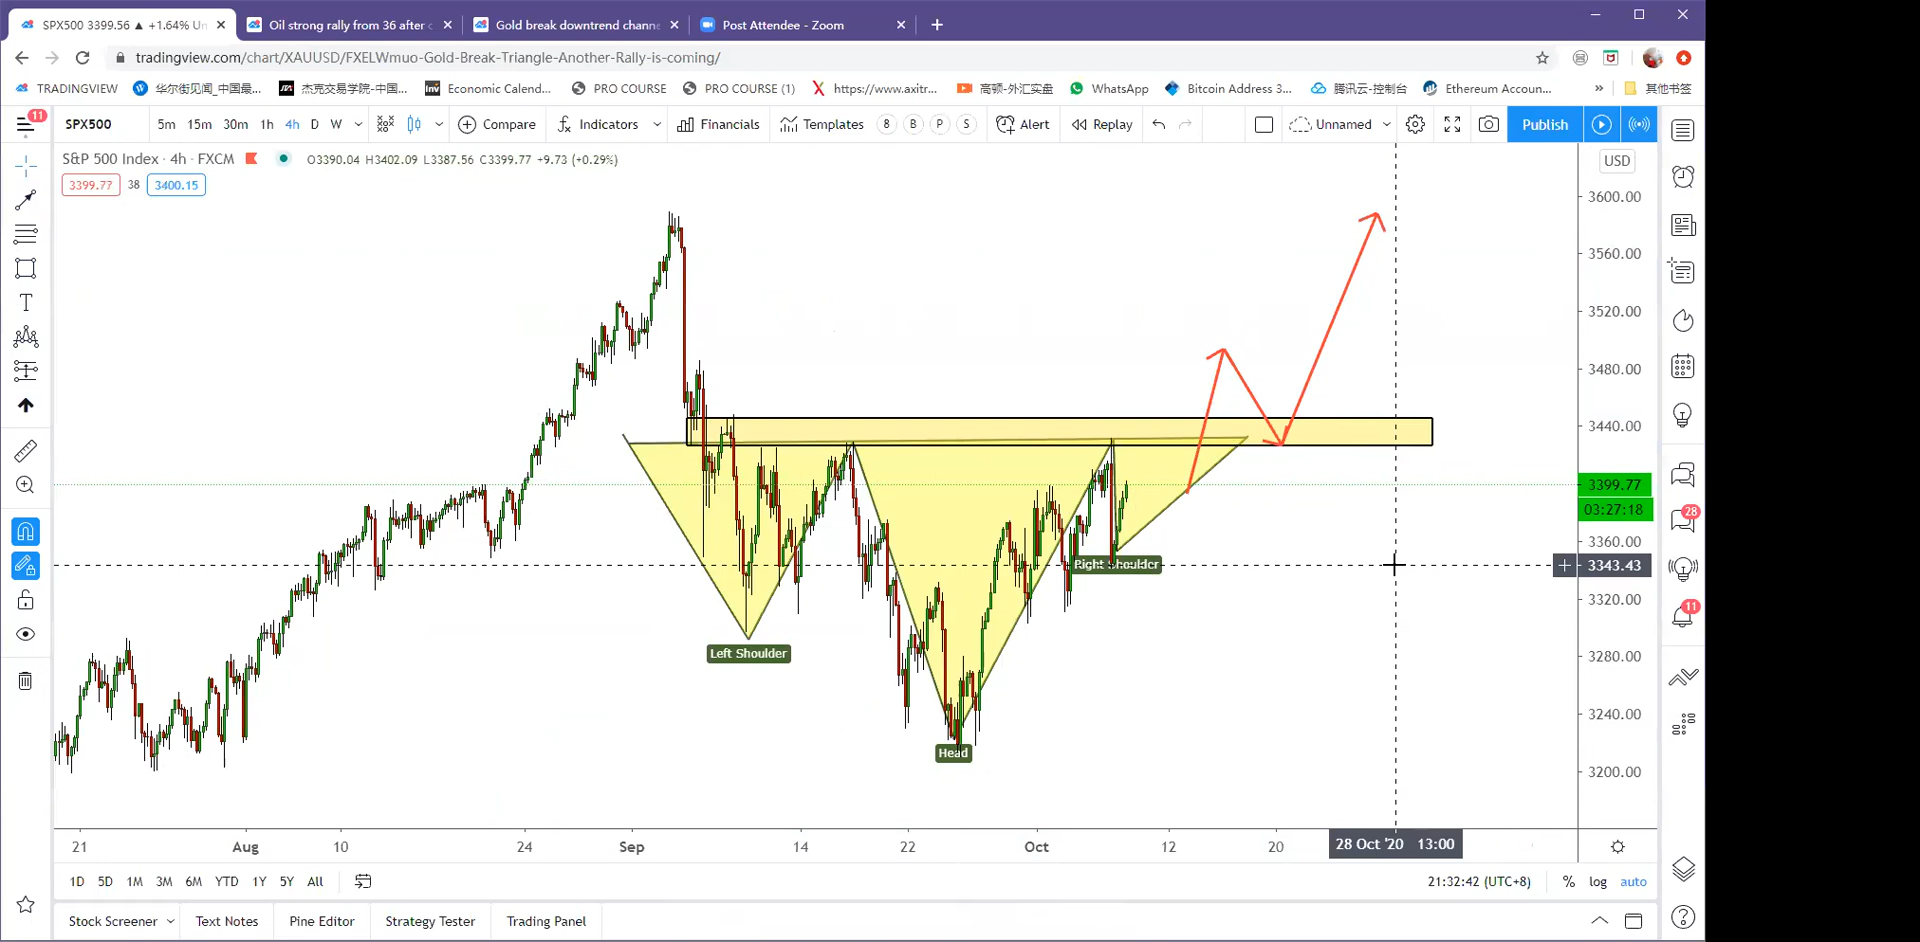 SPX500 3399.56 ▲ +1.64% Un
Oil strong rally from 36 after c
Gold break downtrend chann
Post Attendee - Zoom
tradingview.com/chart/XAUUSD/FXELWmuo-Gold-Break-Triangle-Another-Rally-is-coming/
TRADINGVIEW 华尔街见闻_中国最... 杰克交易学院-中国... Economic Calend... PRO COURSE PRO COURSE (1) https://www.axitr... 高顿-外汇实盘 WhatsApp Bitcoin Address 3... 腾讯云-控制台 Ethereum Accoun... » 其他书签
11 SPX500 5m 15m 30m 1h 4h D W Compare Indicators Financials Templates 8 B P S Alert Replay Unnamed Publish
S&P 500 Index · 4h · FXCM O3390.04 H3402.09 L3387.56 C3399.77 +9.73 (+0.29%)
USD
3399.77 38 3400.15
3600.00
3560.00
3520.00
3480.00
3440.00
3399.77
03:27:18
28
3360.00
Right Shoulder
3343.43
3320.00
11
Left Shoulder
3280.00
3240.00
Head
3200.00
21 Aug 10 24 Sep 14 22 Oct 12 20 28 Oct '20 13:00
1D 5D 1M 3M 6M YTD 1Y 5Y All 21:32:42 (UTC+8) % log auto
Stock Screener Text Notes Pine Editor Strategy Tester Trading Panel